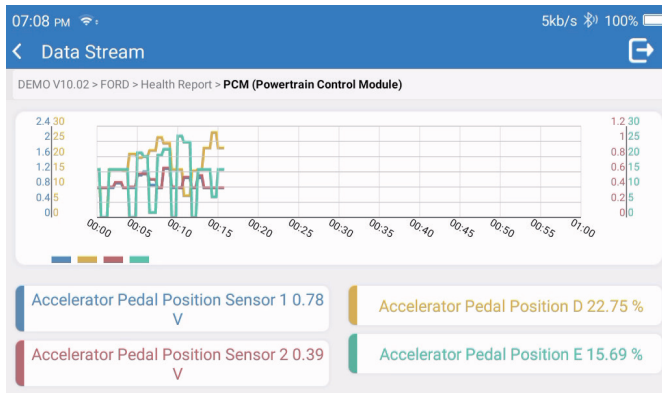 07:08 PM 5kb/s 100%
Data Stream
DEMO V10.02 > FORD > Health Report > PCM (Powertrain Control Module)
2.4 30 1.2 30
2 25 1 25
1.6 20 0.8 20
1.2 15 0.6 15
0.8 10 0.4 10
0.4 5 0.2 5
0 0 0 0
00:00 00:05 00:10 00:15 00:20 00:25 00:30 00:35 00:40 00:45 00:50 00:55 01:00
Accelerator Pedal Position Sensor 1 0.78
V
Accelerator Pedal Position D 22.75 %
Accelerator Pedal Position Sensor 2 0.39
V
Accelerator Pedal Position E 15.69 %